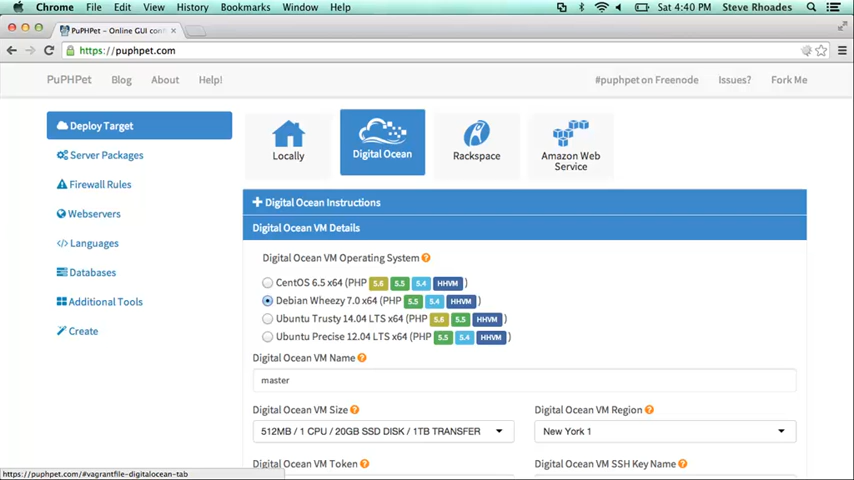 Chrome File Edit View History Bookmarks Window Help Sat 4:40 PM Steve Rhoades
PuPHPet – Online GUI con
https://puphpet.com
PuPHPet Blog About Help! #puphpet on Freenode Issues? Fork Me
Deploy Target
Server Packages
Firewall Rules
Webservers
Languages
Databases
Additional Tools
Create
Locally
Digital Ocean
Rackspace
Amazon Web
Service
Digital Ocean Instructions
Digital Ocean VM Details
Digital Ocean VM Operating System ?
CentOS 6.5 x64 (PHP 5.6 5.5 5.4 HHVM )
Debian Wheezy 7.0 x64 (PHP 5.5 5.4 HHVM )
Ubuntu Trusty 14.04 LTS x64 (PHP 5.6 5.5 HHVM )
Ubuntu Precise 12.04 LTS x64 (PHP 5.5 5.4 HHVM )
Digital Ocean VM Name ?
master
Digital Ocean VM Size ? Digital Ocean VM Region ?
512MB / 1 CPU / 20GB SSD DISK / 1TB TRANSFER New York 1
Digital Ocean VM Token ? Digital Ocean VM SSH Key Name ?
https://puphpet.com/#vagrantfile-digitalocean-tab